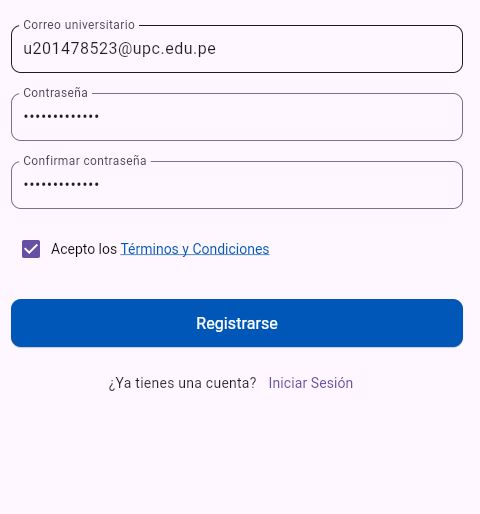 Correo universitario
u201478523@upc.edu.pe
Contraseña
•••••••••••••
Confirmar contraseña
•••••••••••••
Acepto los Términos y Condiciones
Registrarse
¿Ya tienes una cuenta? Iniciar Sesión